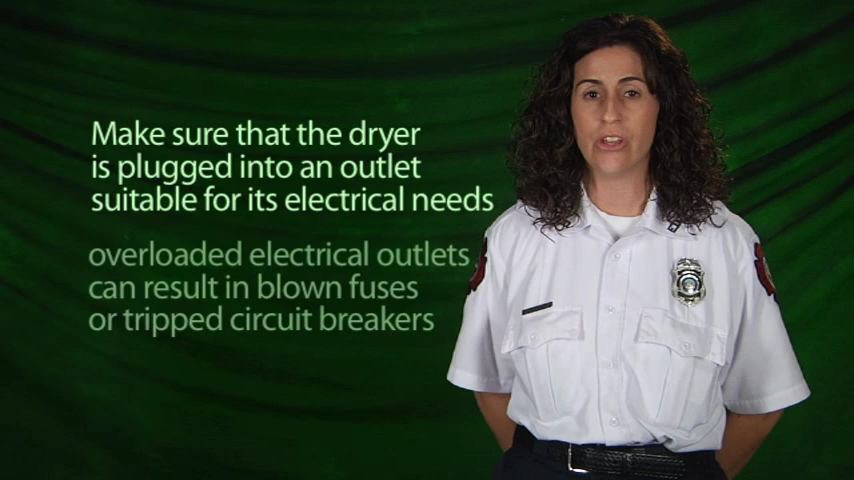 Make sure that the dryer
is plugged into an outlet
suitable for its electrical needs
overloaded electrical outlets
can result in blown fuses
or tripped circuit breakers